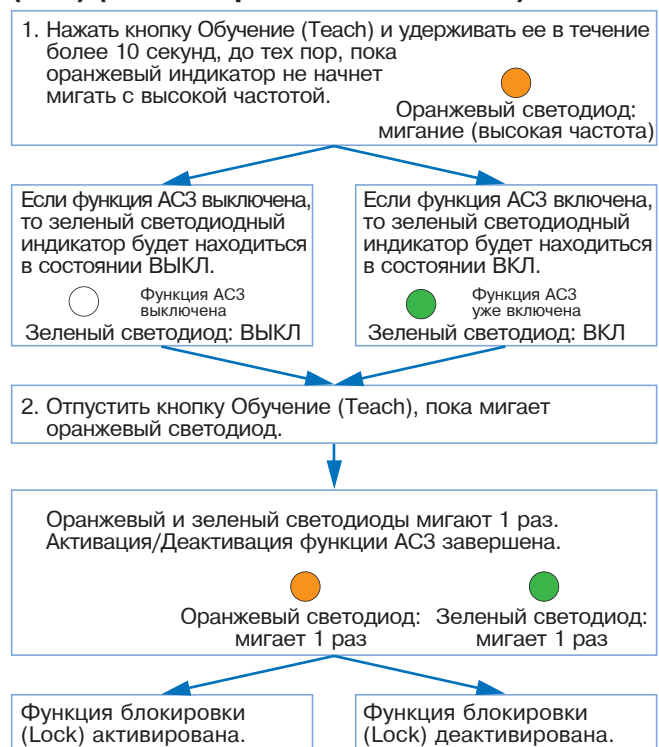 1. Нажать кнопку Обучение (Teach) и удерживать ее в течение
более 10 секунд, до тех пор, пока
оранжевый индикатор не начнет
мигать с высокой частотой.
Оранжевый светодиод:
мигание (высокая частота)
Если функция АСЗ выключена,
то зеленый светодиодный
индикатор будет находиться
в состоянии ВЫКЛ.
Функция АСЗ
выключена
Зеленый светодиод: ВЫКЛ
Если функция АСЗ включена,
то зеленый светодиодный
индикатор будет находиться
в состоянии ВКЛ.
Функция АСЗ
уже включена
Зеленый светодиод: ВКЛ
2. Отпустить кнопку Обучение (Teach), пока мигает
оранжевый светодиод.
Оранжевый и зеленый светодиоды мигают 1 раз.
Активация/Деактивация функции АСЗ завершена.
Оранжевый светодиод:
мигает 1 раз
Зеленый светодиод:
мигает 1 раз
Функция блокировки
(Lock) активирована.
Функция блокировки
(Lock) деактивирована.